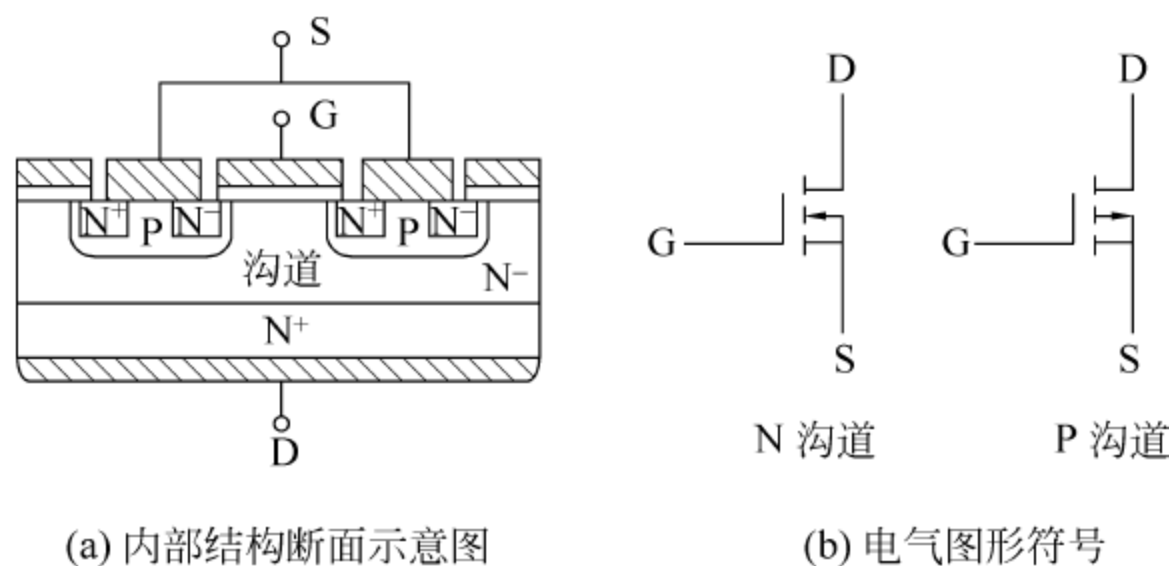 S
G
N⁺ P N⁻ N⁺ P N⁻
沟道
N⁻
N⁺
D
(a) 内部结构断面示意图
D D
G G
S S
N 沟道 P 沟道
(b) 电气图形符号